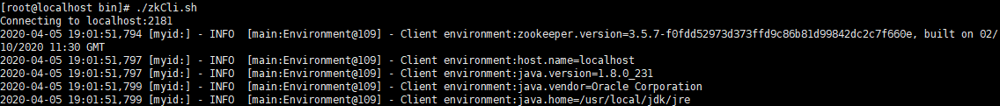 [root@localhost bin]# ./zkCli.sh
Connecting to localhost:2181
2020-04-05 19:01:51,794 [myid:] - INFO  [main:Environment@109] - Client environment:zookeeper.version=3.5.7-f0fdd52973d373ffd9c86b81d99842dc2c7f660e, built on 02/
10/2020 11:30 GMT
2020-04-05 19:01:51,797 [myid:] - INFO  [main:Environment@109] - Client environment:host.name=localhost
2020-04-05 19:01:51,797 [myid:] - INFO  [main:Environment@109] - Client environment:java.version=1.8.0_231
2020-04-05 19:01:51,799 [myid:] - INFO  [main:Environment@109] - Client environment:java.vendor=Oracle Corporation
2020-04-05 19:01:51,799 [myid:] - INFO  [main:Environment@109] - Client environment:java.home=/usr/local/jdk/jre